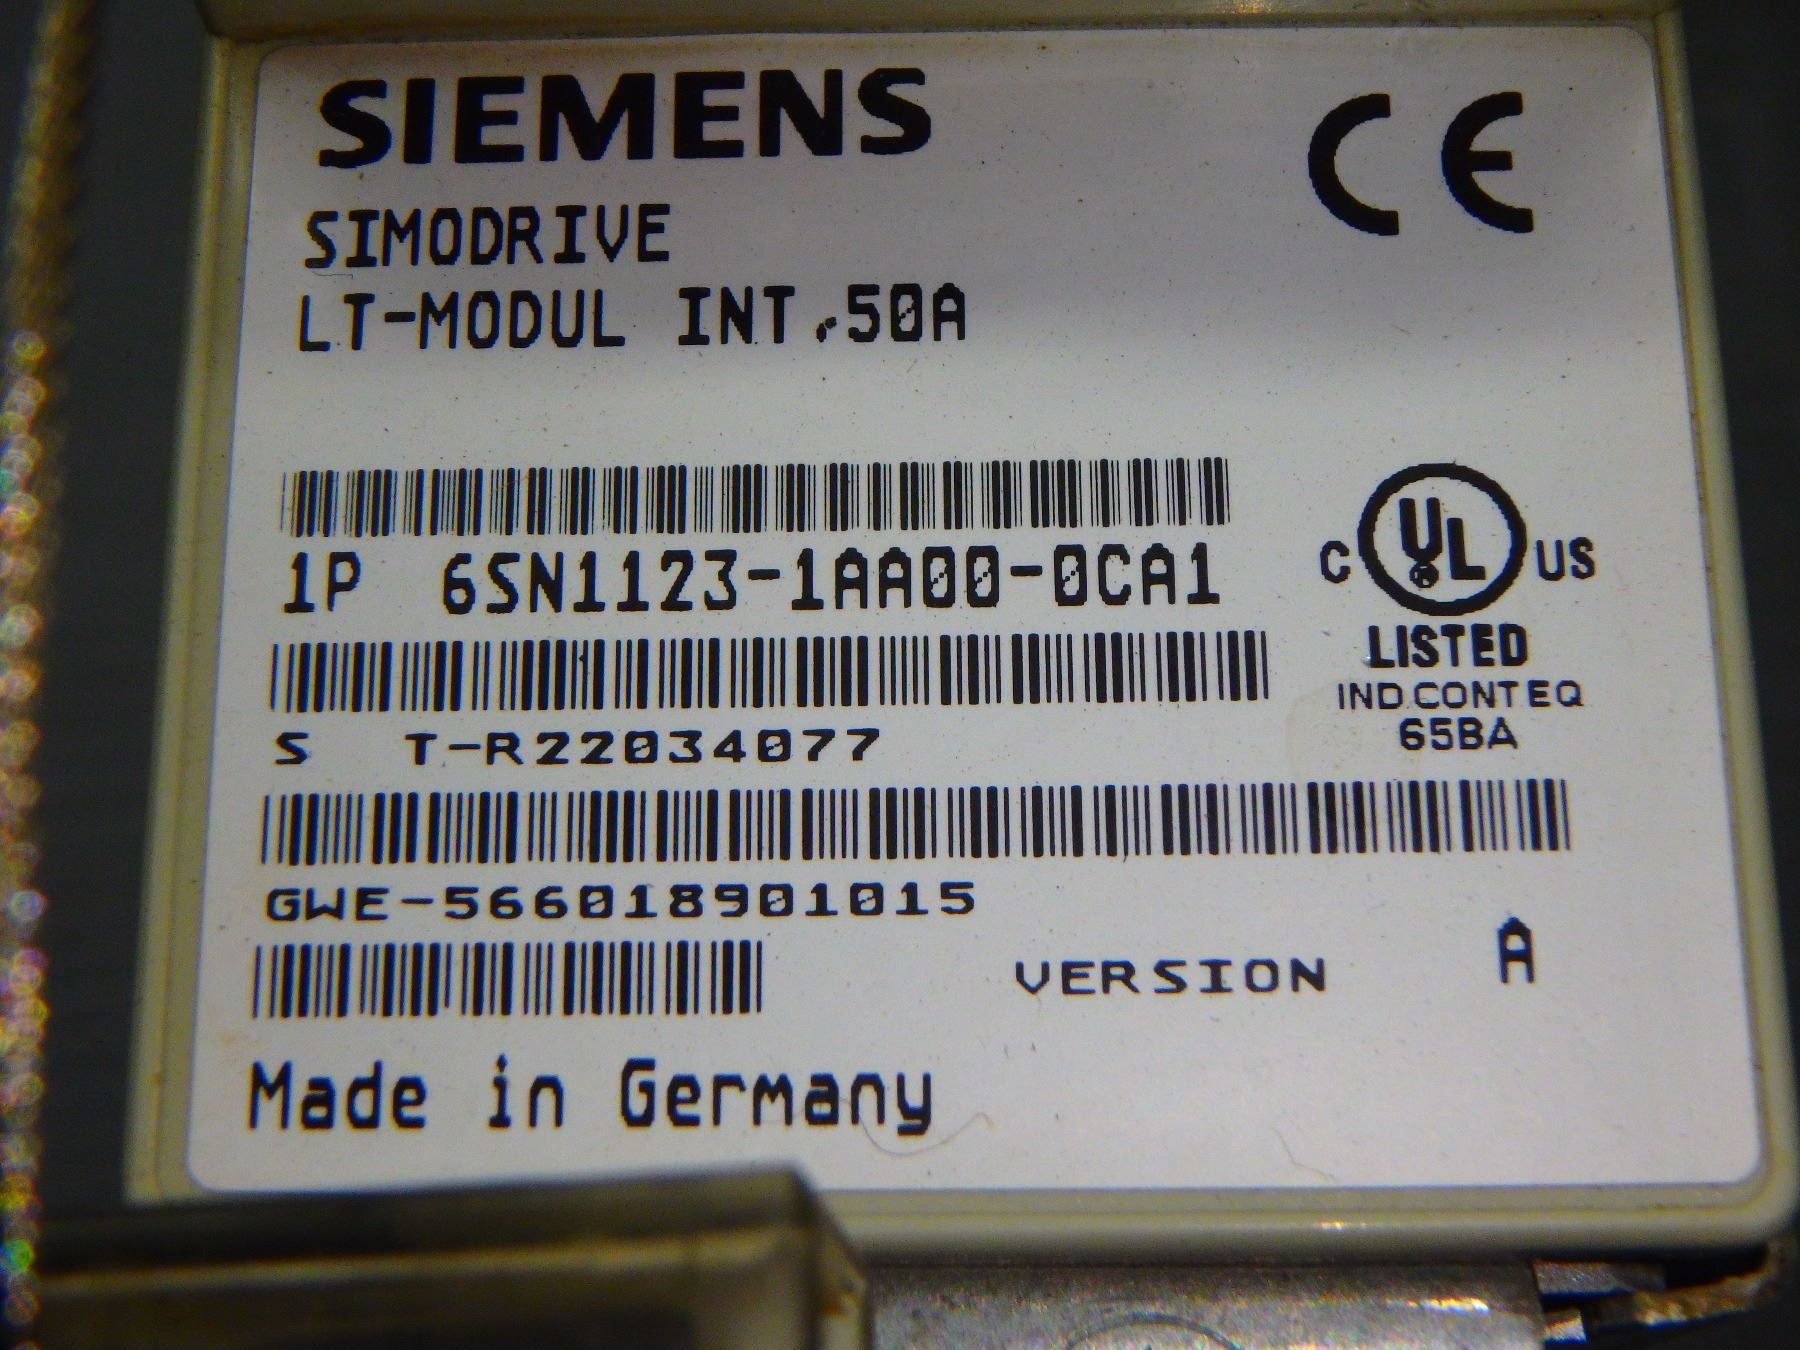 SIEMENS
CE
SIMODRIVE
LT-MODUL INT.50A
1P 6SN1123-1AA00-0CA1
C UL US
®
LISTED
IND.CONT.EQ
65BA
S T-R22034077
GWE-566018901015
VERSION A
Made in Germany